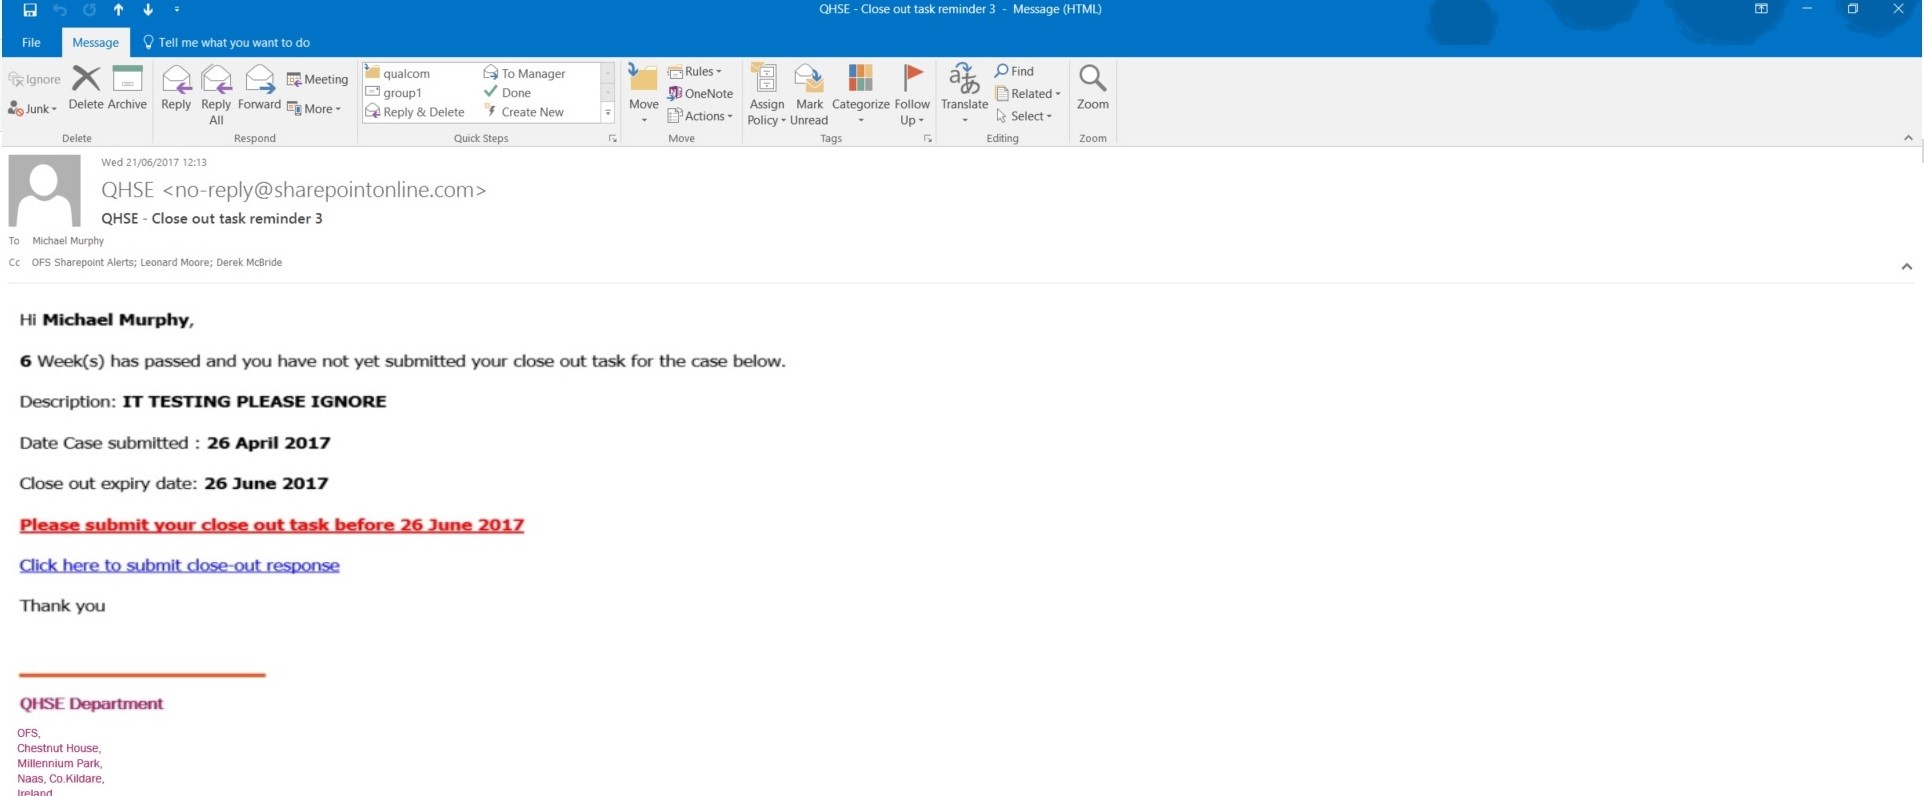 QHSE - Close out task reminder 3 - Message (HTML)
File Message Tell me what you want to do
Ignore
Junk
Delete Archive
Delete
Reply Reply All Forward
Meeting
More
Respond
qualcom To Manager
group1 Done
Reply & Delete Create New
Quick Steps
Move
Rules
OneNote
Actions
Move
Assign Policy Mark Unread Categorize Follow Up
Tags
Translate
Find
Related
Select
Editing
Zoom
Zoom
Wed 21/06/2017 12:13
QHSE <no-reply@sharepointonline.com>
QHSE - Close out task reminder 3
To Michael Murphy
Cc OFS Sharepoint Alerts; Leonard Moore; Derek McBride
Hi Michael Murphy,
6 Week(s) has passed and you have not yet submitted your close out task for the case below.
Description: IT TESTING PLEASE IGNORE
Date Case submitted : 26 April 2017
Close out expiry date: 26 June 2017
Please submit your close out task before 26 June 2017
Click here to submit close-out response
Thank you
QHSE Department
OFS,
Chestnut House,
Millennium Park,
Naas, Co.Kildare,
Ireland